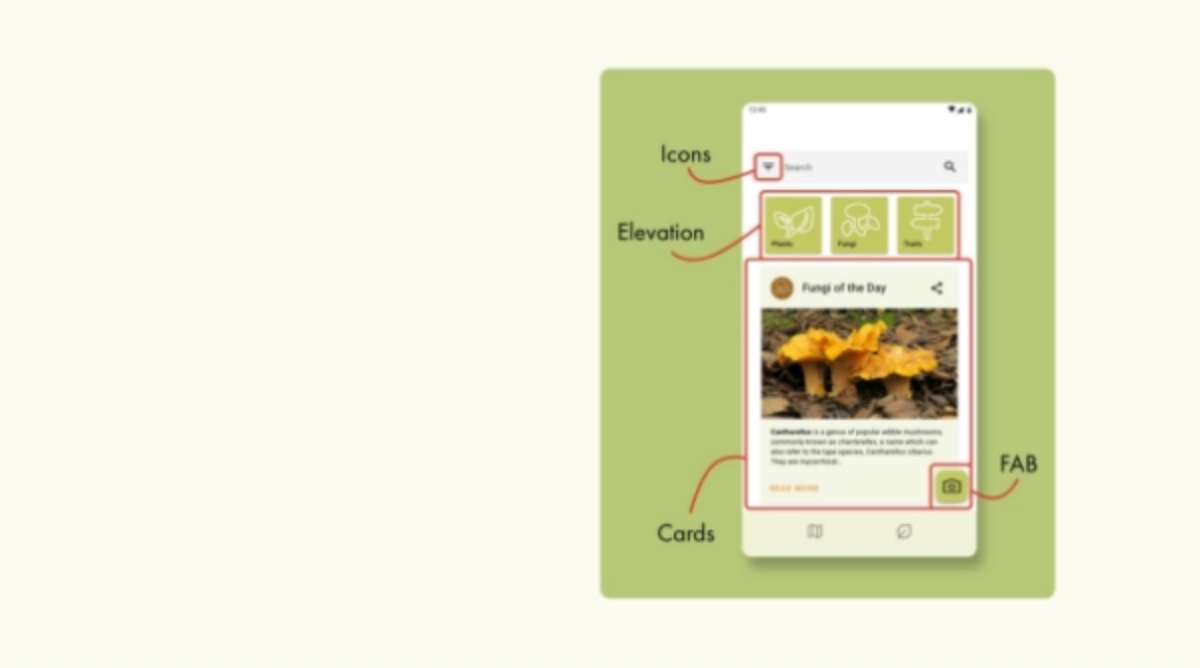 12:00
Icons
Search
Elevation
Plants Fungi Trails
Fungi of the Day
Cantharellus is a genus of popular edible mushrooms,
commonly known as chanterelles, a name which can
also refer to the type species, Cantharellus cibarius.
They are mycorrhizal...
READ MORE
FAB
Cards